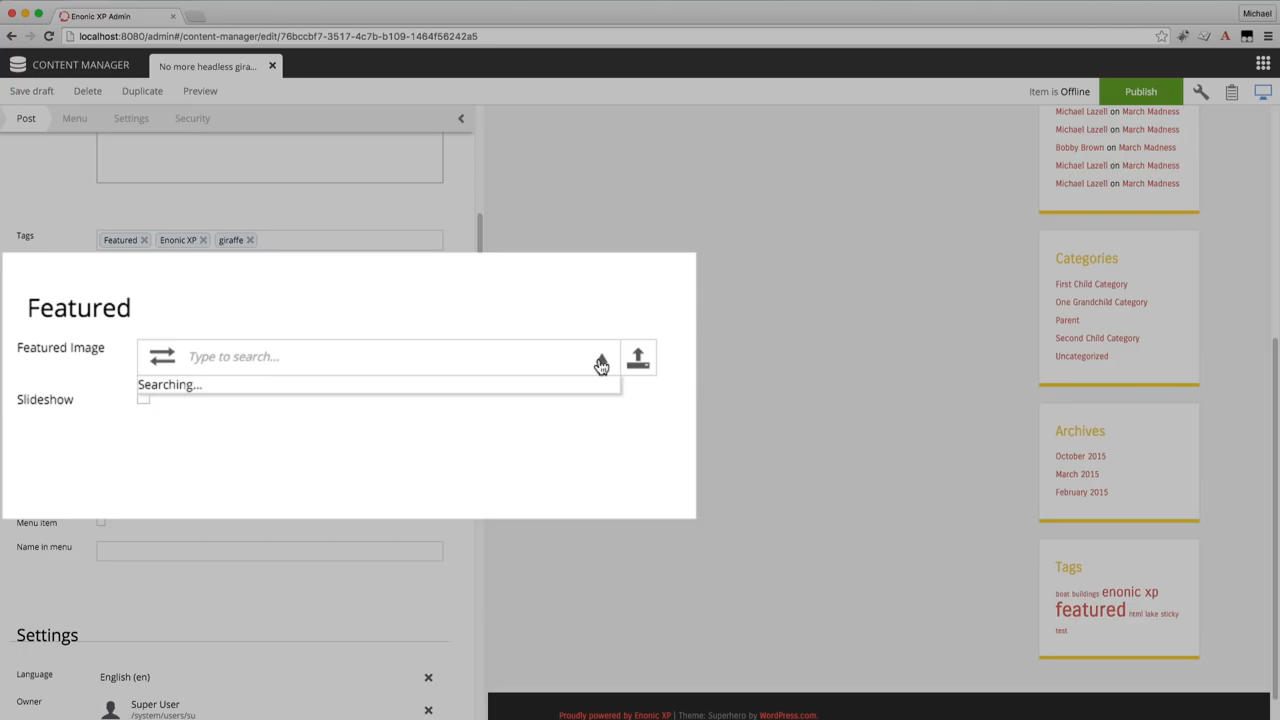 Enonic XP Admin
Michael
localhost:8080/admin#/content-manager/edit/76bccbf7-3517-4c7b-b109-1464f56242a5
CONTENT MANAGER
No more headless gira...
Save draft Delete Duplicate Preview
Item is Offline
Publish
Post Menu Settings Security
Tags
Featured Enonic XP giraffe
Featured
Featured Image
Type to search...
Searching...
Slideshow
Menu item
Name in menu
Settings
Language
English (en)
Owner
Super User
/system/users/su
Michael Lazell on March Madness
Michael Lazell on March Madness
Bobby Brown on March Madness
Michael Lazell on March Madness
Michael Lazell on March Madness
Categories
First Child Category
One Grandchild Category
Parent
Second Child Category
Uncategorized
Archives
October 2015
March 2015
February 2015
Tags
boat buildings enonic xp
featured html lake sticky
test
Proudly powered by Enonic XP | Theme: Superhero by WordPress.com.